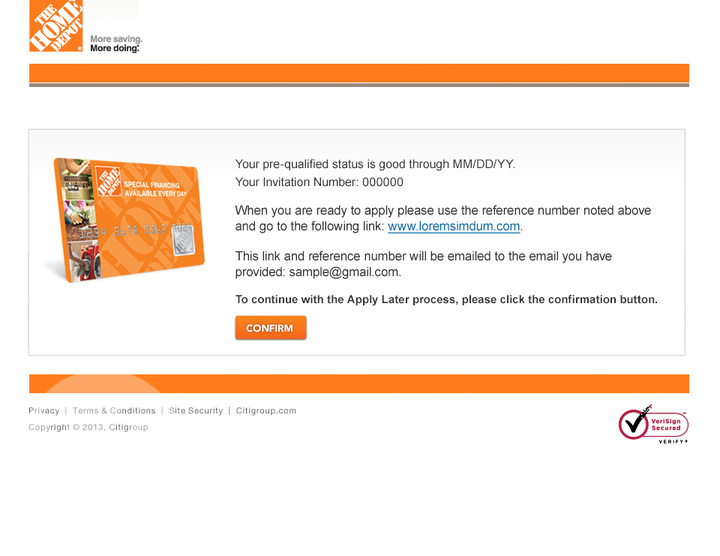 THE
HOME
DEPOT
More saving.
More doing.
THE
HOME
DEPOT
SPECIAL FINANCING
AVAILABLE EVERY DAY
Your pre-qualified status is good through MM/DD/YY.
Your Invitation Number: 000000
When you are ready to apply please use the reference number noted above
and go to the following link: www.loremsimdum.com.
This link and reference number will be emailed to the email you have
provided: sample@gmail.com.
To continue with the Apply Later process, please click the confirmation button.
CONFIRM
Privacy | Terms & Conditions | Site Security | Citigroup.com
Copyright © 2013, Citigroup
VeriSign
Secured
VERIFY